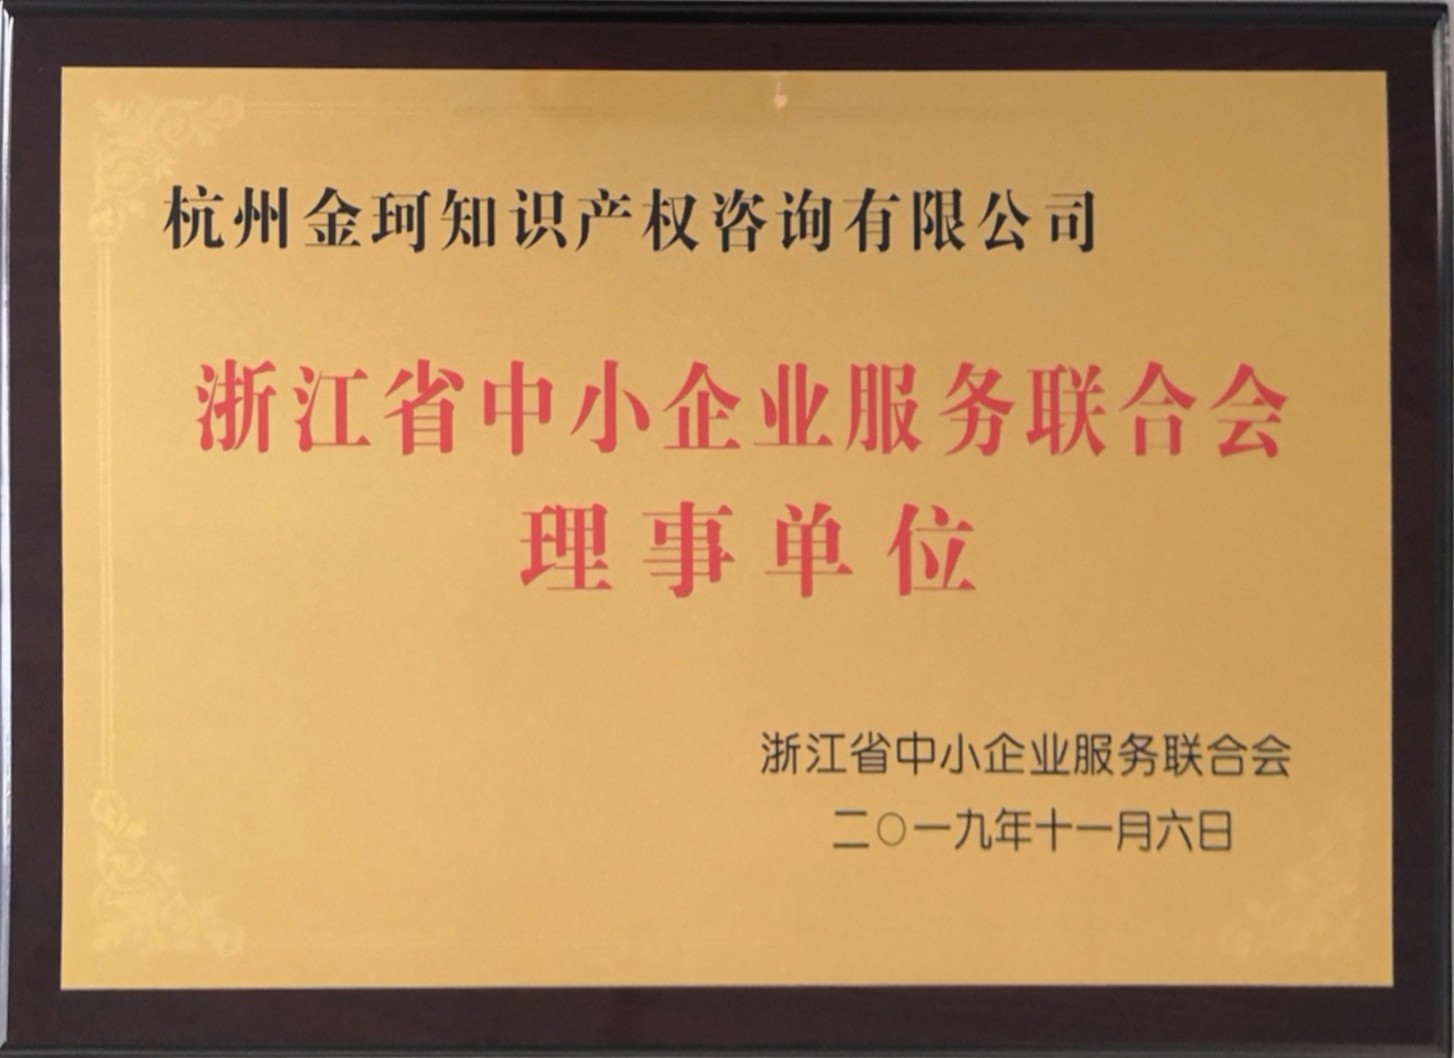 杭州金珂知识产权咨询有限公司
浙江省中小企业服务联合会
理事单位
浙江省中小企业服务联合会
二〇一九年十一月六日